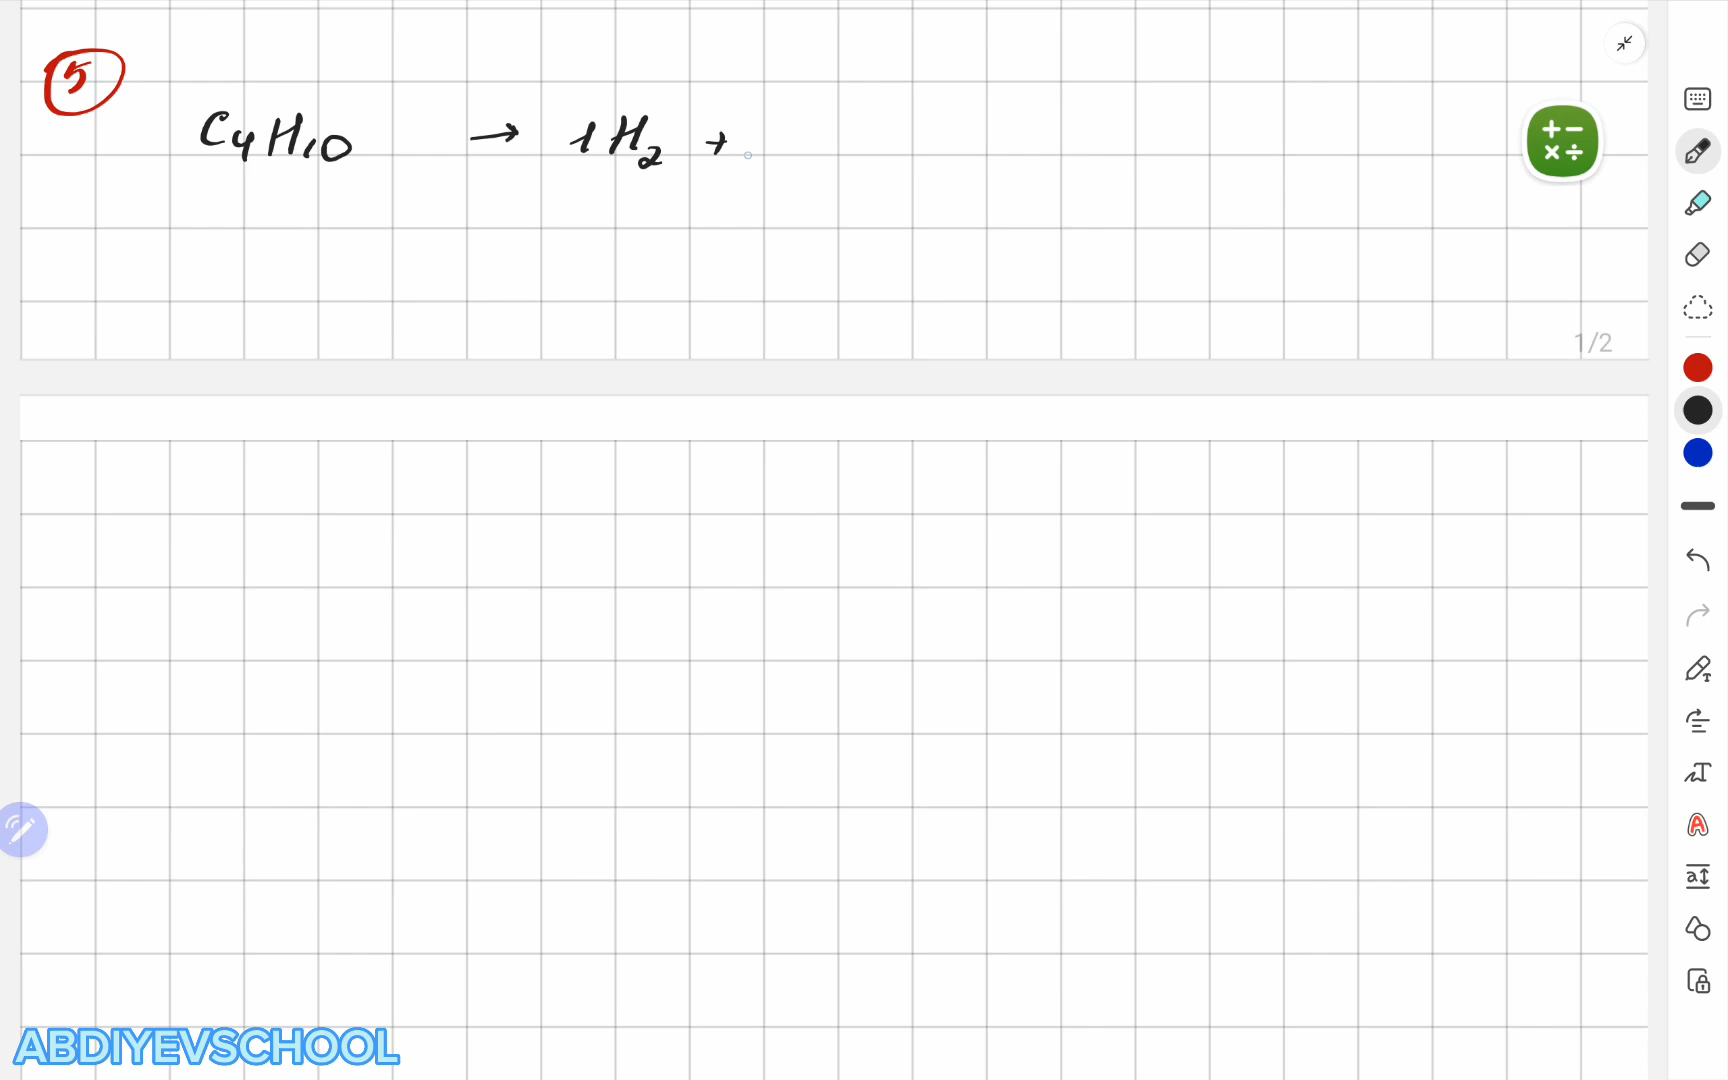 5
C₄H₁₀ → 1H₂ +
1/2
ABDIYEVSCHOOL